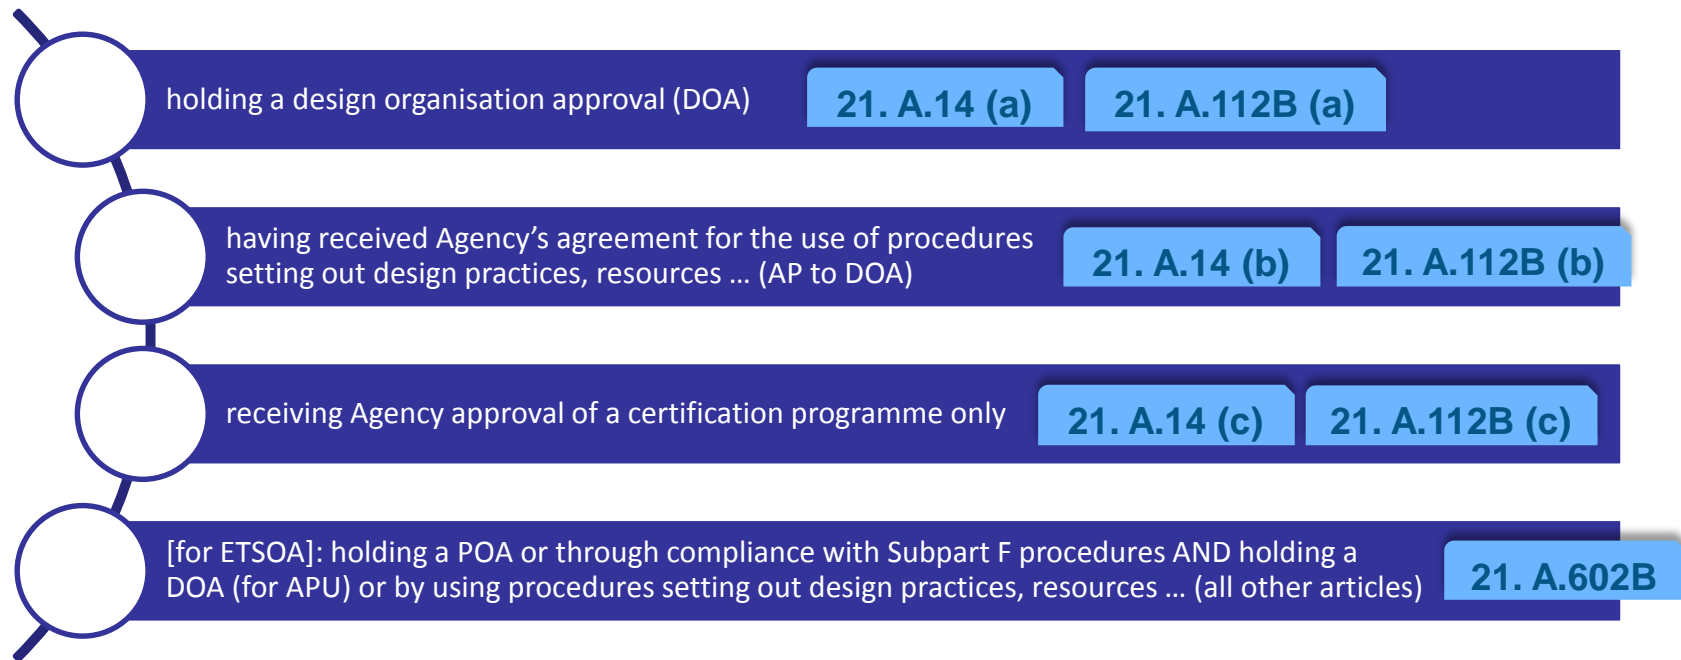 holding a design organisation approval (DOA) 21. A.14 (a) 21. A.112B (a)
having received Agency’s agreement for the use of procedures
setting out design practices, resources … (AP to DOA) 21. A.14 (b) 21. A.112B (b)
receiving Agency approval of a certification programme only 21. A.14 (c) 21. A.112B (c)
[for ETSOA]: holding a POA or through compliance with Subpart F procedures AND holding a
DOA (for APU) or by using procedures setting out design practices, resources … (all other articles) 21. A.602B